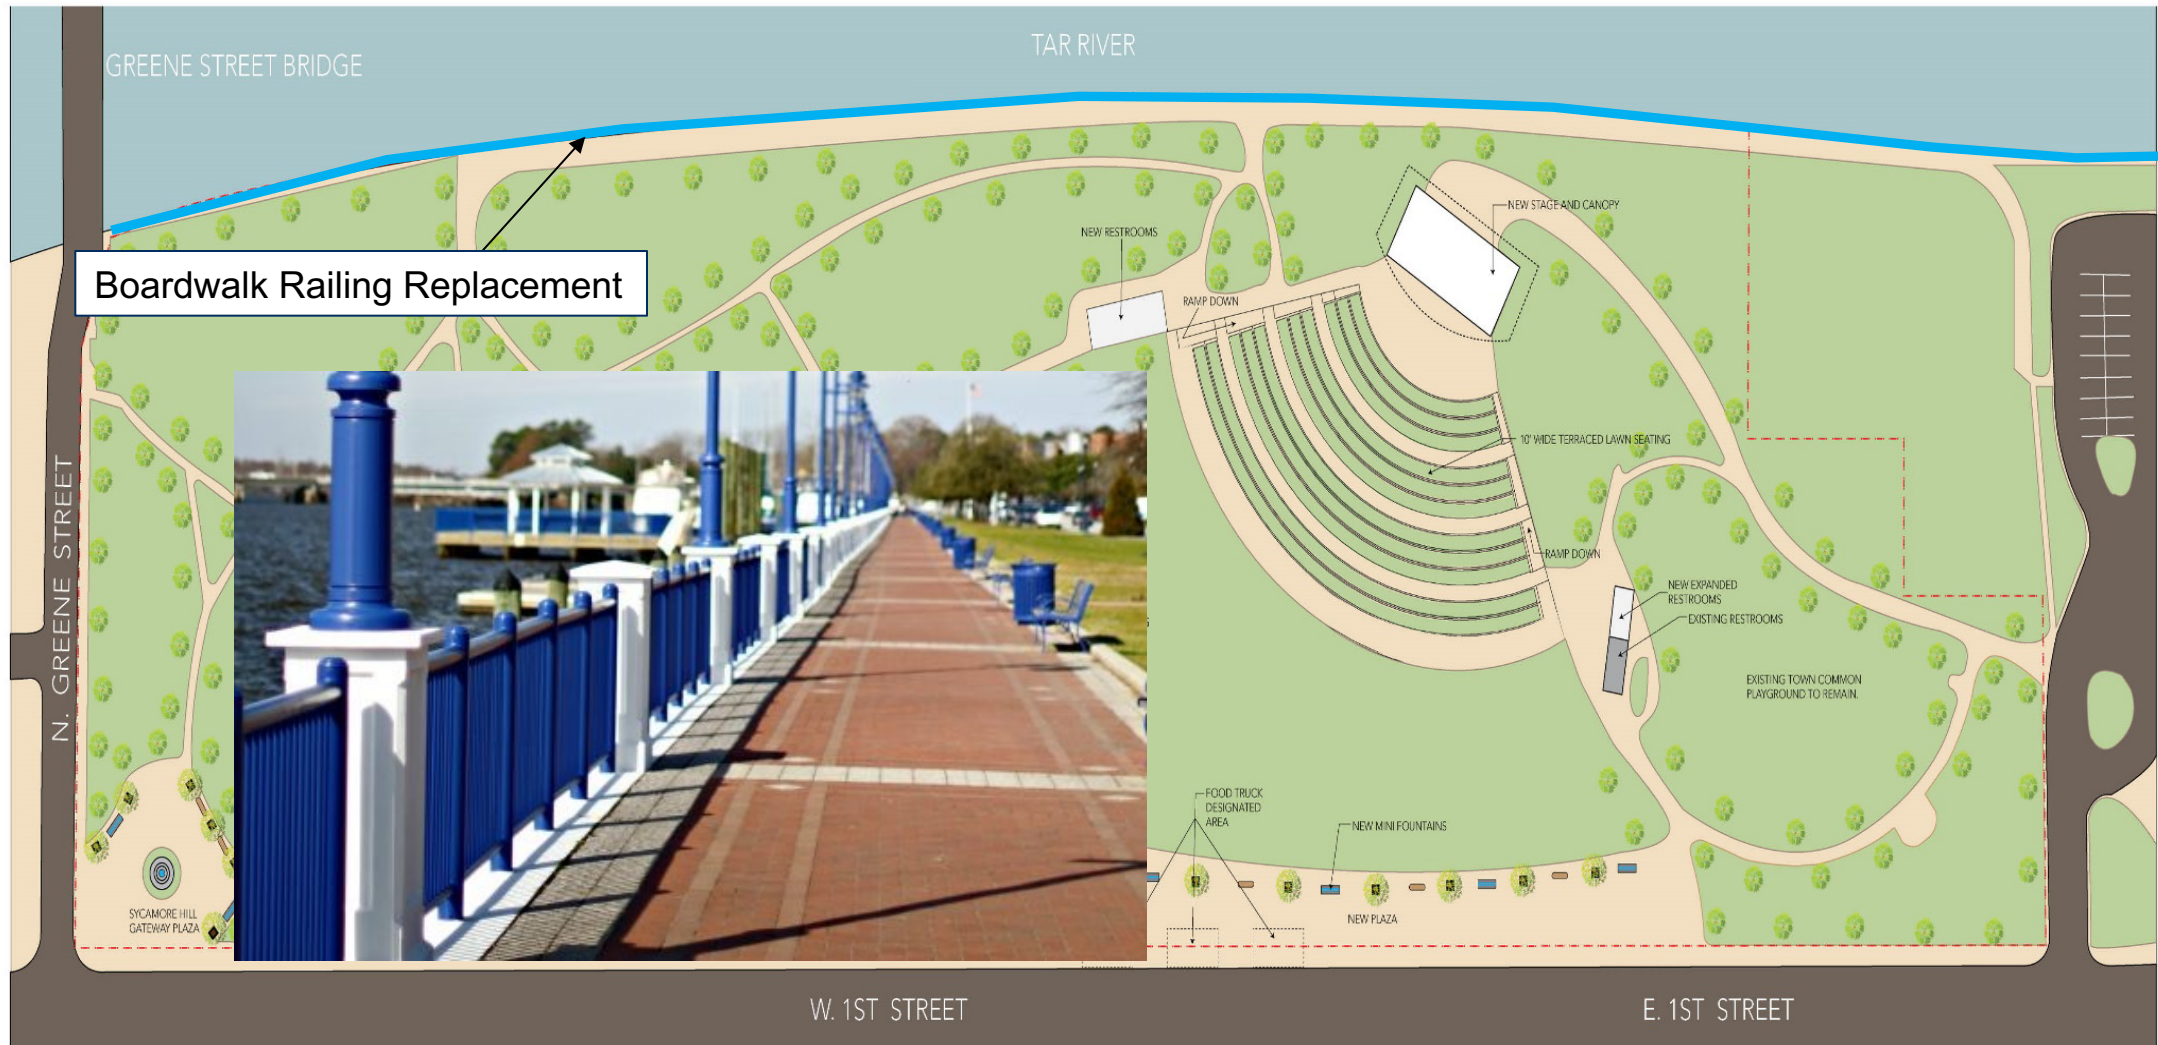 GREENE STREET BRIDGE
TAR RIVER
NEW STAGE AND CANOPY
NEW RESTROOMS
Boardwalk Railing Replacement
RAMP DOWN
10' WIDE TERRACED LAWN SEATING
N. GREENE STREET
RAMP DOWN
NEW EXPANDED
RESTROOMS
EXISTING RESTROOMS
EXISTING TOWN COMMON
PLAYGROUND TO REMAIN.
FOOD TRUCK
DESIGNATED
AREA
NEW MINI FOUNTAINS
SYCAMORE HILL
GATEWAY PLAZA
NEW PLAZA
W. 1ST STREET
E. 1ST STREET